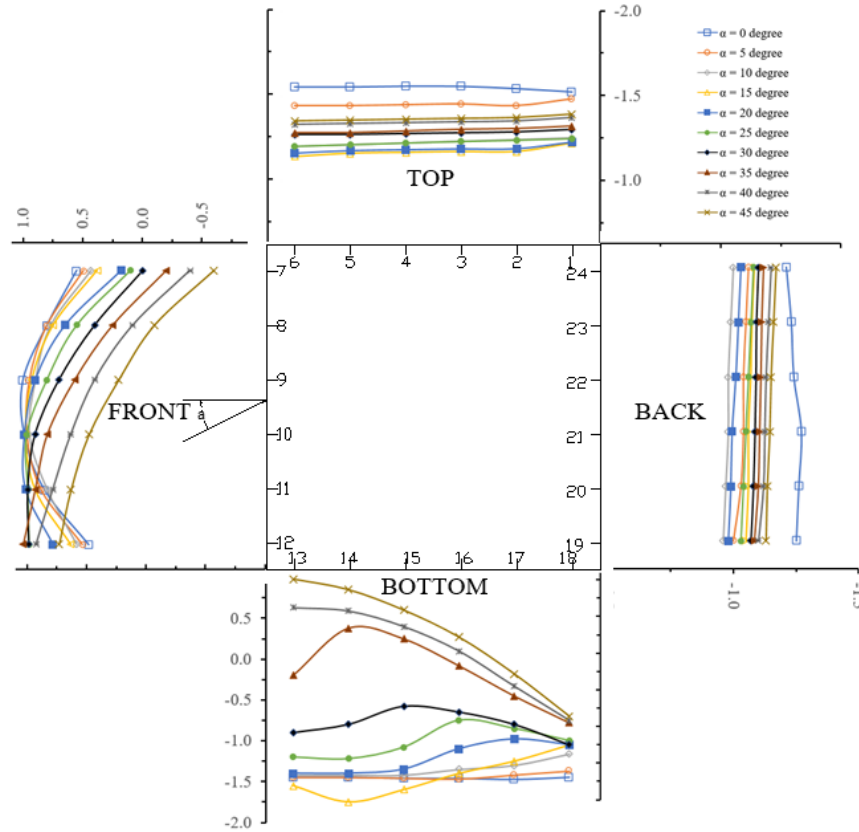 -2.0
α = 0 degree
α = 5 degree
α = 10 degree
α = 15 degree
α = 20 degree
α = 25 degree
α = 30 degree
α = 35 degree
α = 40 degree
α = 45 degree
-1.5
-1.0
TOP
1.0 0.5 0.0 -0.5
6 5 4 3 2 1
7
8
9
10
11
12
FRONT
a
24
23
22
21
20
19
BACK
13 14 15 16 17 18
BOTTOM
-1.0 -1.5
0.5
0.0
-0.5
-1.0
-1.5
-2.0